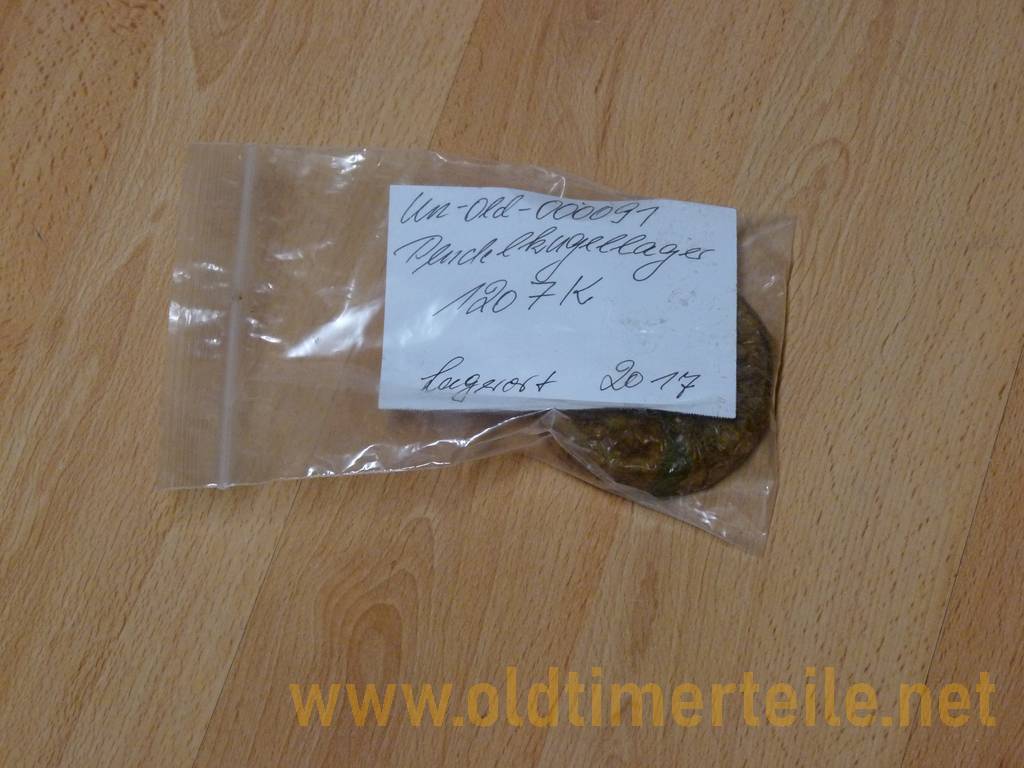 Un-Old-000091
Pendelkugellager
1207K
Lagerort 2017
www.oldtimerteile.net